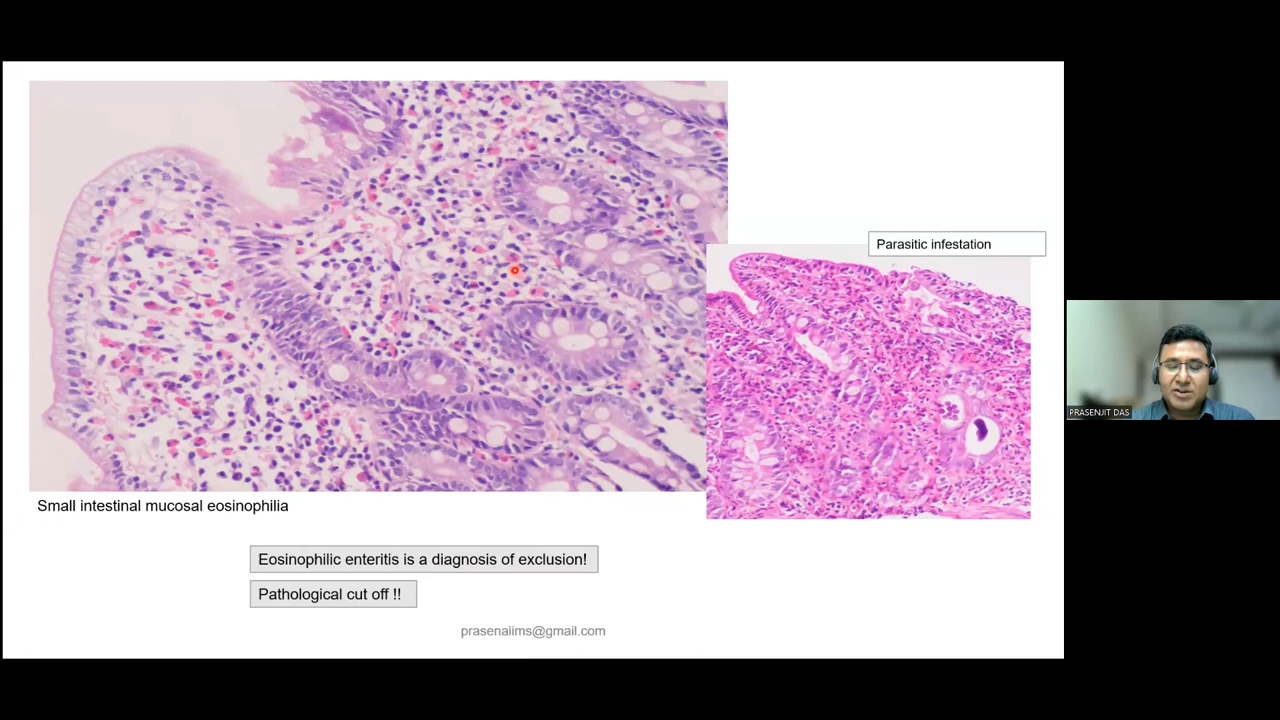 Parasitic infestation
PRASENJIT DAS
Small intestinal mucosal eosinophilia
Eosinophilic enteritis is a diagnosis of exclusion!
Pathological cut off !!
prasenaiims@gmail.com